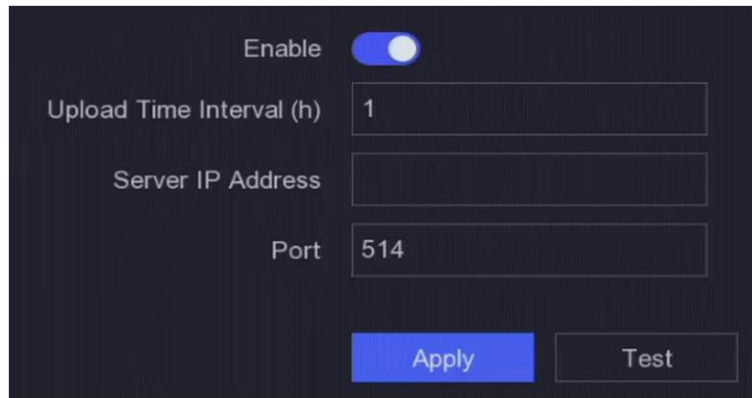 Enable
Upload Time Interval (h) 1
Server IP Address
Port 514
Apply Test